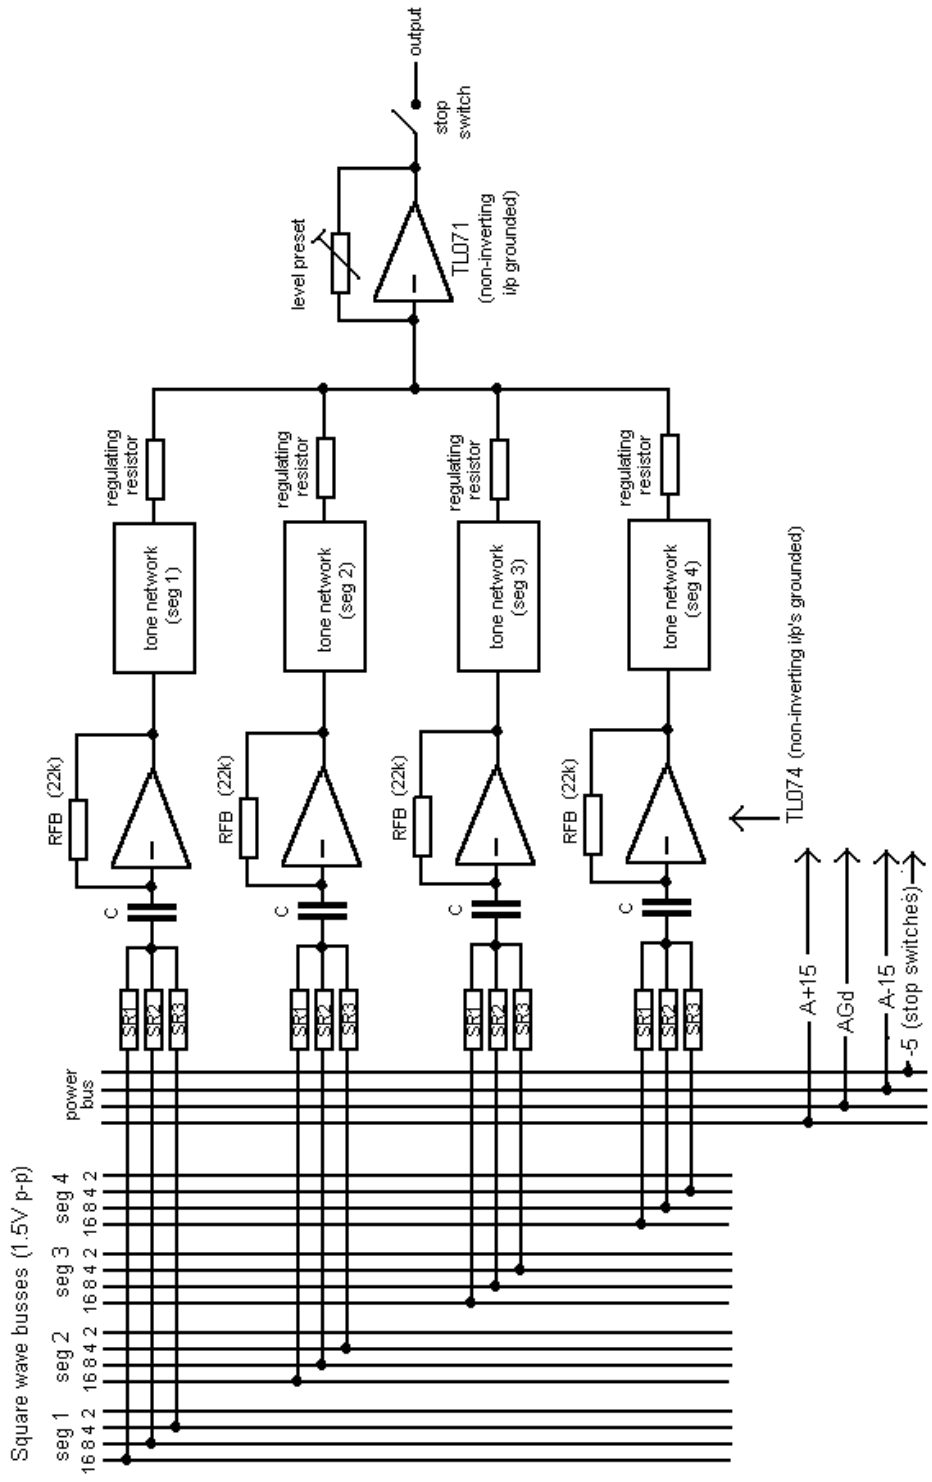 Square wave busses (1.5V p-p)
seg 1
seg 2
seg 3
seg 4
16 8 4 2
16 8 4 2
16 8 4 2
16 8 4 2
power
bus
SR1
SR2
SR3
C
RFB (22k)
tone network
(seg 1)
regulating
resistor
SR1
SR2
SR3
C
RFB (22k)
tone network
(seg 2)
regulating
resistor
SR1
SR2
SR3
C
RFB (22k)
tone network
(seg 3)
regulating
resistor
SR1
SR2
SR3
C
RFB (22k)
tone network
(seg 4)
regulating
resistor
level preset
TL071
(non-inverting
i/p grounded)
stop
switch
output
TL074 (non-inverting i/p's grounded)
A+15
AGd
A-15
-5 (stop switches)